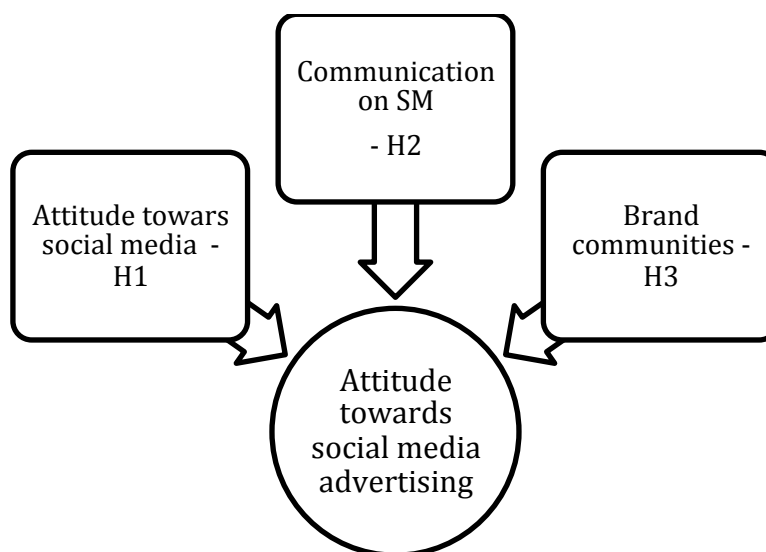 Communication
on SM
- H2
Attitude towars
social media -
H1
Brand
communities -
H3
Attitude
towards
social media
advertising